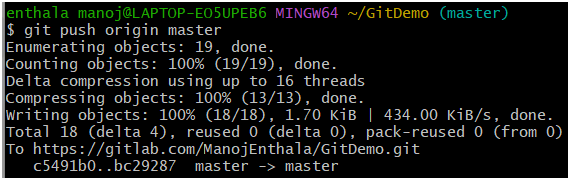 enthala manoj@LAPTOP-EO5UPEB6 MINGW64 ~/GitDemo (master)
$ git push origin master
Enumerating objects: 19, done.
Counting objects: 100% (19/19), done.
Delta compression using up to 16 threads
Compressing objects: 100% (13/13), done.
Writing objects: 100% (18/18), 1.70 KiB | 434.00 KiB/s, done.
Total 18 (delta 4), reused 0 (delta 0), pack-reused 0 (from 0)
To https://gitlab.com/ManojEnthala/GitDemo.git
   c5491b0..bc29287  master -> master